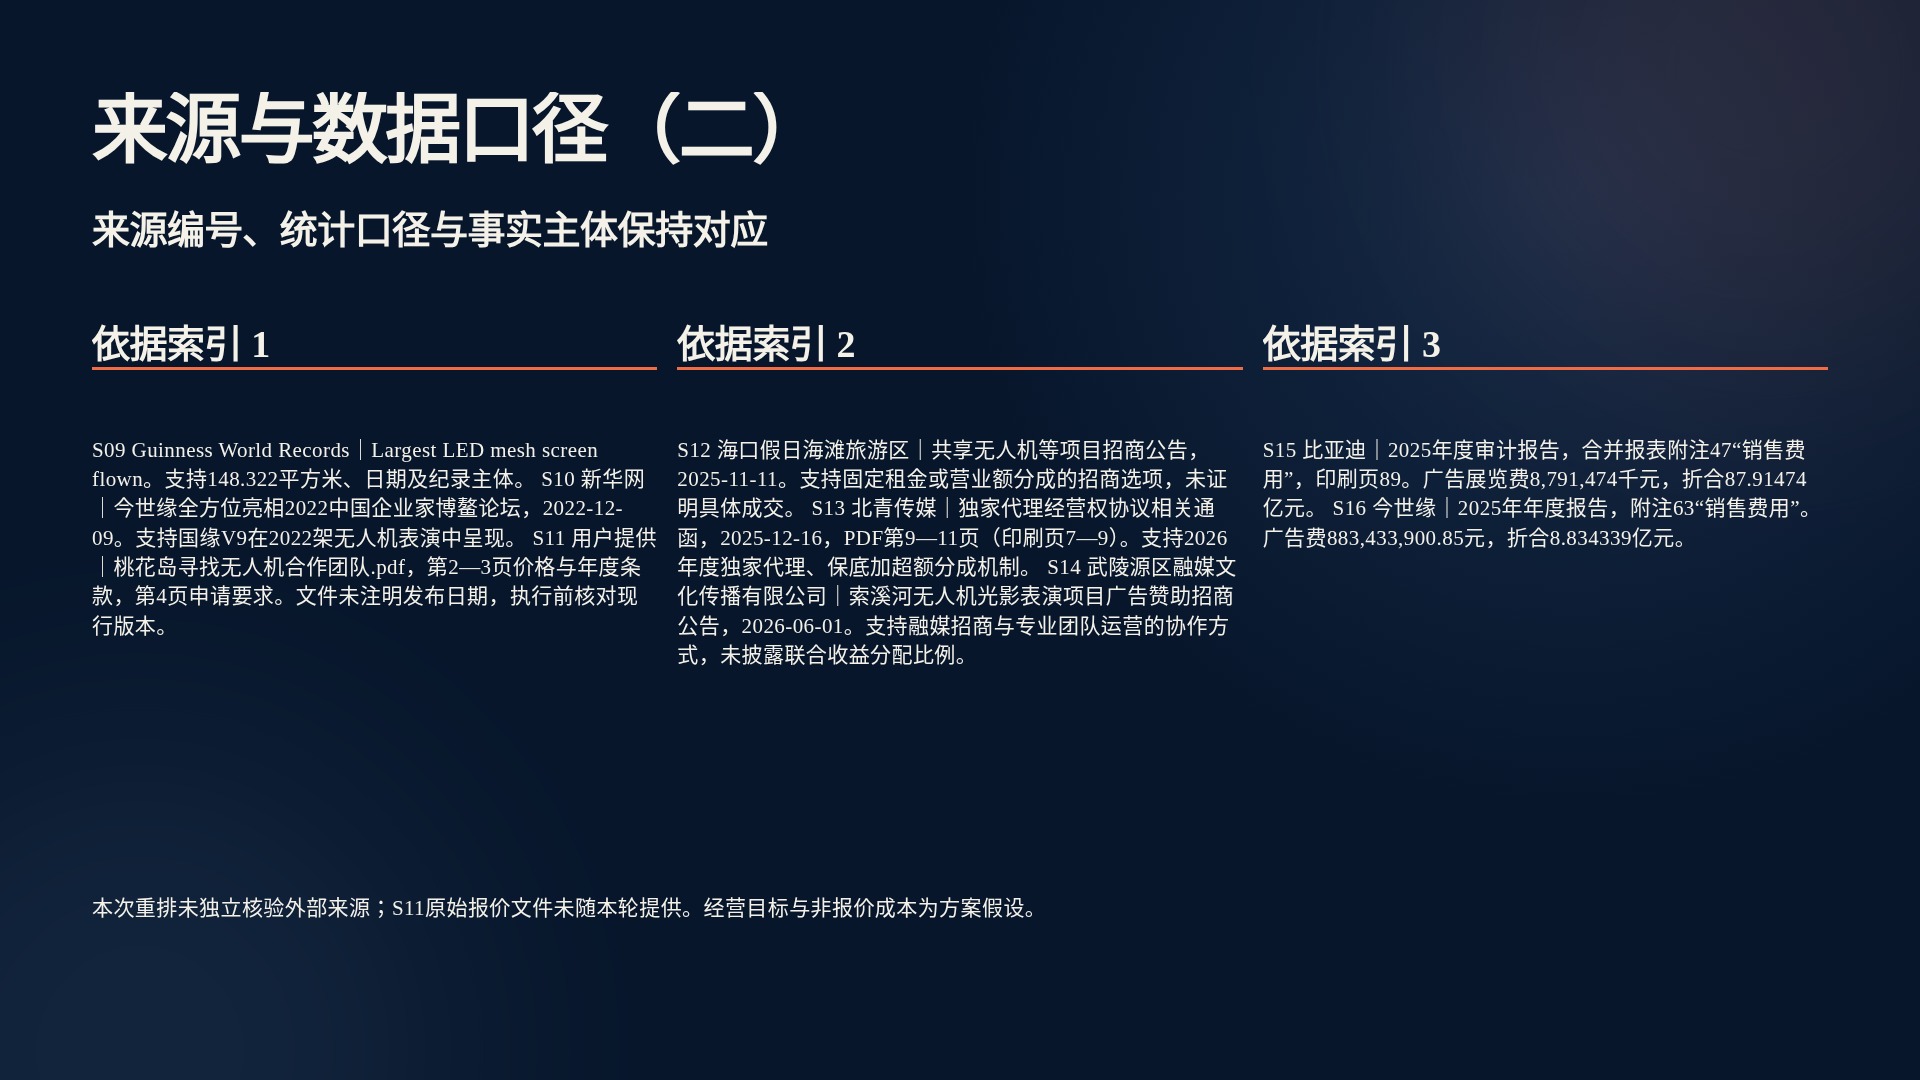 来源与数据口径（二）
来源编号、统计口径与事实主体保持对应
依据索引 1
S09 Guinness World Records｜Largest LED mesh screen
flown。支持148.322平方米、日期及纪录主体。 S10 新华网
｜今世缘全方位亮相2022中国企业家博鳌论坛，2022-12-
09。支持国缘V9在2022架无人机表演中呈现。 S11 用户提供
｜桃花岛寻找无人机合作团队.pdf，第2—3页价格与年度条
款，第4页申请要求。文件未注明发布日期，执行前核对现
行版本。
依据索引 2
S12 海口假日海滩旅游区｜共享无人机等项目招商公告，
2025-11-11。支持固定租金或营业额分成的招商选项，未证
明具体成交。 S13 北青传媒｜独家代理经营权协议相关通
函，2025-12-16，PDF第9—11页（印刷页7—9）。支持2026
年度独家代理、保底加超额分成机制。 S14 武陵源区融媒文
化传播有限公司｜索溪河无人机光影表演项目广告赞助招商
公告，2026-06-01。支持融媒招商与专业团队运营的协作方
式，未披露联合收益分配比例。
依据索引 3
S15 比亚迪｜2025年度审计报告，合并报表附注47“销售费
用”，印刷页89。广告展览费8,791,474千元，折合87.91474
亿元。 S16 今世缘｜2025年年度报告，附注63“销售费用”。
广告费883,433,900.85元，折合8.834339亿元。
本次重排未独立核验外部来源；S11原始报价文件未随本轮提供。经营目标与非报价成本为方案假设。